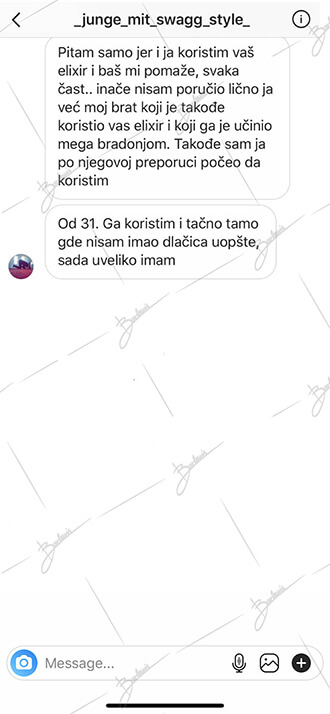 _junge_mit_swagg_style_
Pitam samo jer i ja koristim vaš
elixir i baš mi pomaže, svaka
čast.. inače nisam poručio lično ja
već moj brat koji je takođe
koristio vas elixir i koji ga je učinio
mega bradonjom. Takođe sam ja
po njegovoj preporuci počeo da
koristim
Od 31. Ga koristim i tačno tamo
gde nisam imao dlačica uopšte,
sada uveliko imam
Message...